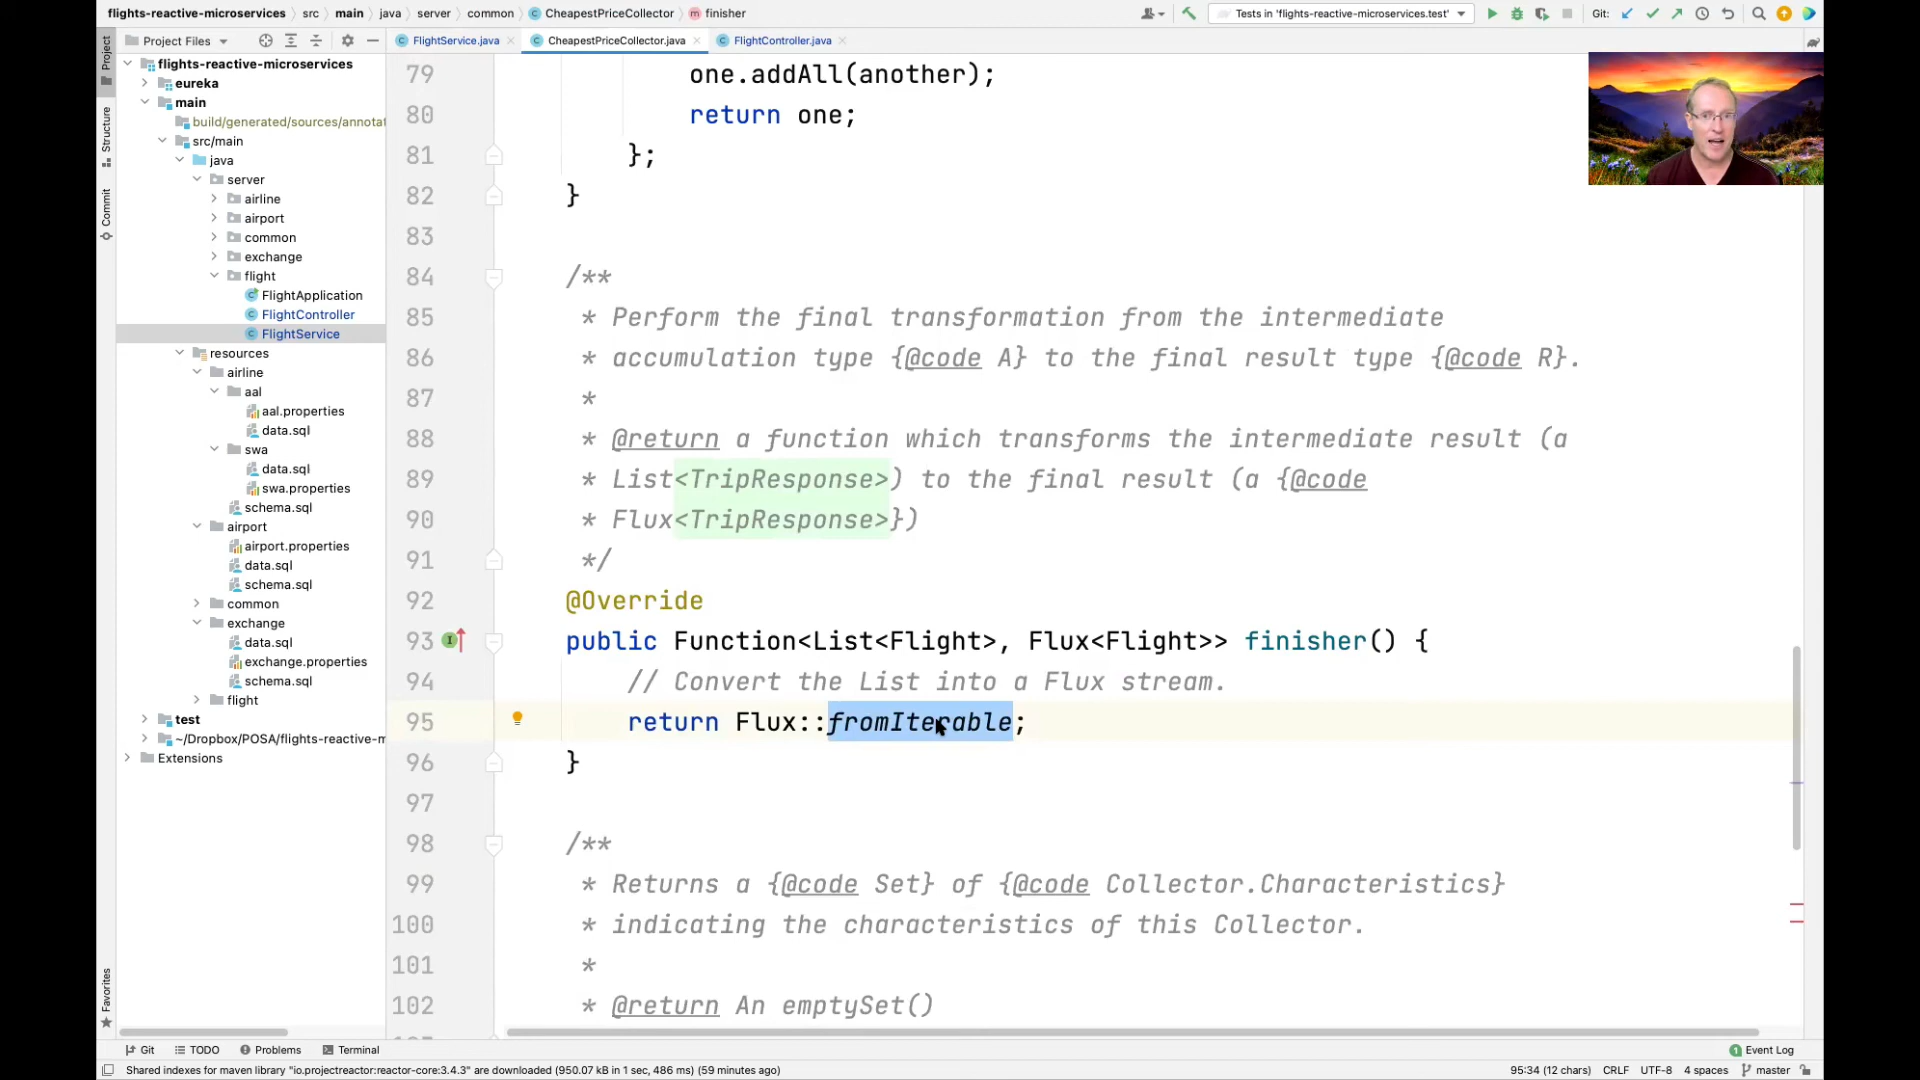 flights-reactive-microservices src main java server common CheapestPriceCollector finisher Tests in 'flights-reactive-microservices.test' Git:
Project Files FlightService.java CheapestPriceCollector.java FlightController.java
Project
Structure
Commit
Favorites
flights-reactive-microservices
eureka
main
build/generated/sources/annotat
src/main
java
server
airline
airport
common
exchange
flight
FlightApplication
FlightController
FlightService
resources
airline
aal
aal.properties
data.sql
swa
data.sql
swa.properties
schema.sql
airport
airport.properties
data.sql
schema.sql
common
exchange
data.sql
exchange.properties
schema.sql
flight
test
~/Dropbox/POSA/flights-reactive-m
Extensions
79 one.addAll(another);
80 return one;
81 };
82 }
83
84 /**
85 * Perform the final transformation from the intermediate
86 * accumulation type {@code A} to the final result type {@code R}.
87 *
88 * @return a function which transforms the intermediate result (a
89 * List<TripResponse>) to the final result (a {@code
90 * Flux<TripResponse>})
91 */
92 @Override
93 public Function<List<Flight>, Flux<Flight>> finisher() {
94 // Convert the List into a Flux stream.
95 return Flux::fromIterable;
96 }
97
98 /**
99 * Returns a {@code Set} of {@code Collector.Characteristics}
100 * indicating the characteristics of this Collector.
101 *
102 * @return An emptySet()
Git TODO Problems Terminal 1 Event Log
Shared indexes for maven library "io.projectreactor:reactor-core:3.4.3" are downloaded (950.07 kB in 1 sec, 486 ms) (59 minutes ago) 95:34 (12 chars) CRLF UTF-8 4 spaces master